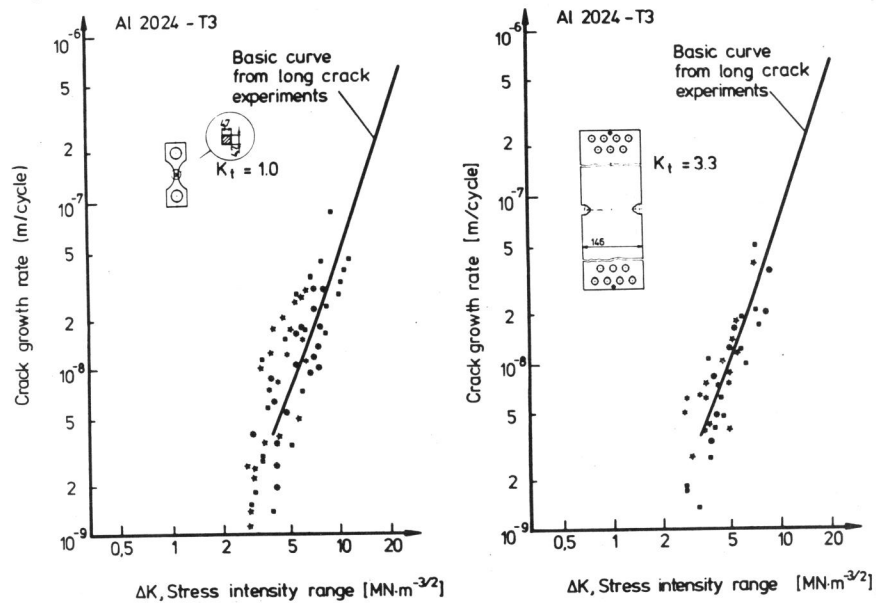 Al 2024-T3
Basic curve
from long crack
experiments
Kt = 1.0
10⁻⁶
5
2
10⁻⁷
5
2
10⁻⁸
5
2
10⁻⁹
Crack growth rate (m/cycle)
0,5 1 2 5 10 20
ΔK, Stress intensity range [MN·m⁻³/²]
Al 2024-T3
Basic curve
from long crack
experiments
Kt = 3.3
146
10⁻⁶
5
2
10⁻⁷
5
2
10⁻⁸
5
2
10⁻⁹
Crack growth rate [m/cycle]
0,5 1 2 5 10 20
ΔK, Stress intensity range [MN·m⁻³/²]